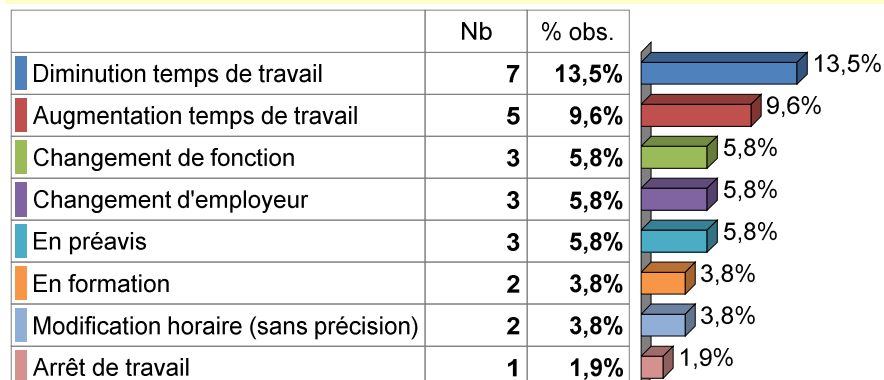 Nb % obs.
Diminution temps de travail 7 13,5% 13,5%
Augmentation temps de travail 5 9,6% 9,6%
Changement de fonction 3 5,8% 5,8%
Changement d'employeur 3 5,8% 5,8%
En préavis 3 5,8% 5,8%
En formation 2 3,8% 3,8%
Modification horaire (sans précision) 2 3,8% 3,8%
Arrêt de travail 1 1,9% 1,9%